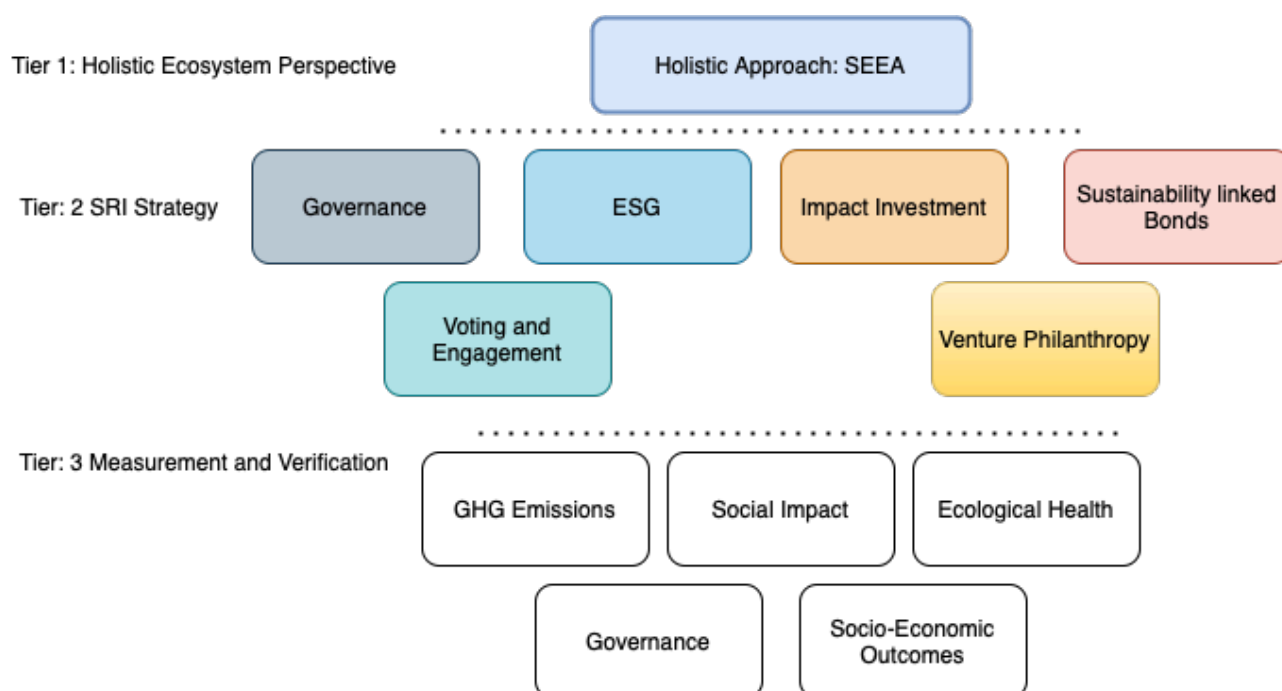 Tier 1: Holistic Ecosystem Perspective
Holistic Approach: SEEA
Tier: 2 SRI Strategy
Governance
ESG
Impact Investment
Sustainability linked
Bonds
Voting and
Engagement
Venture Philanthropy
Tier: 3 Measurement and Verification
GHG Emissions
Social Impact
Ecological Health
Governance
Socio-Economic
Outcomes